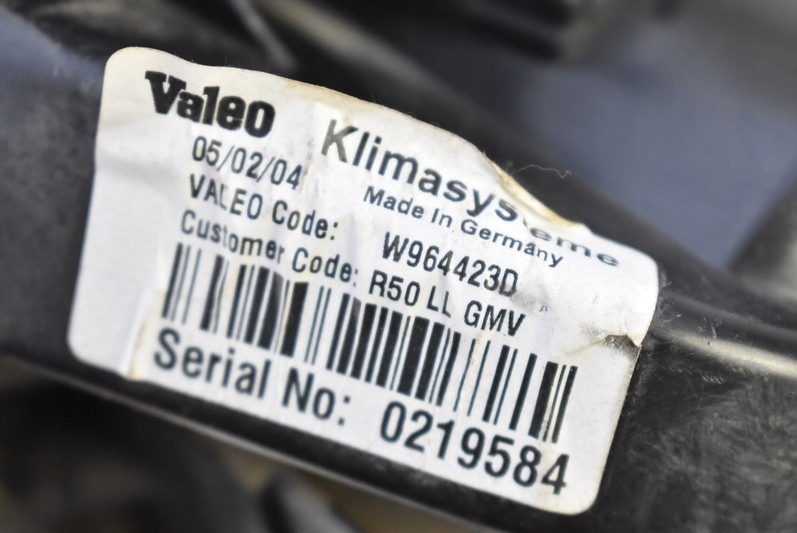 Valeo Klimasysteme
05/02/04 Made In Germany
VALEO Code: W964423D
Customer Code: R50 LL GMV
Serial No: 0219584